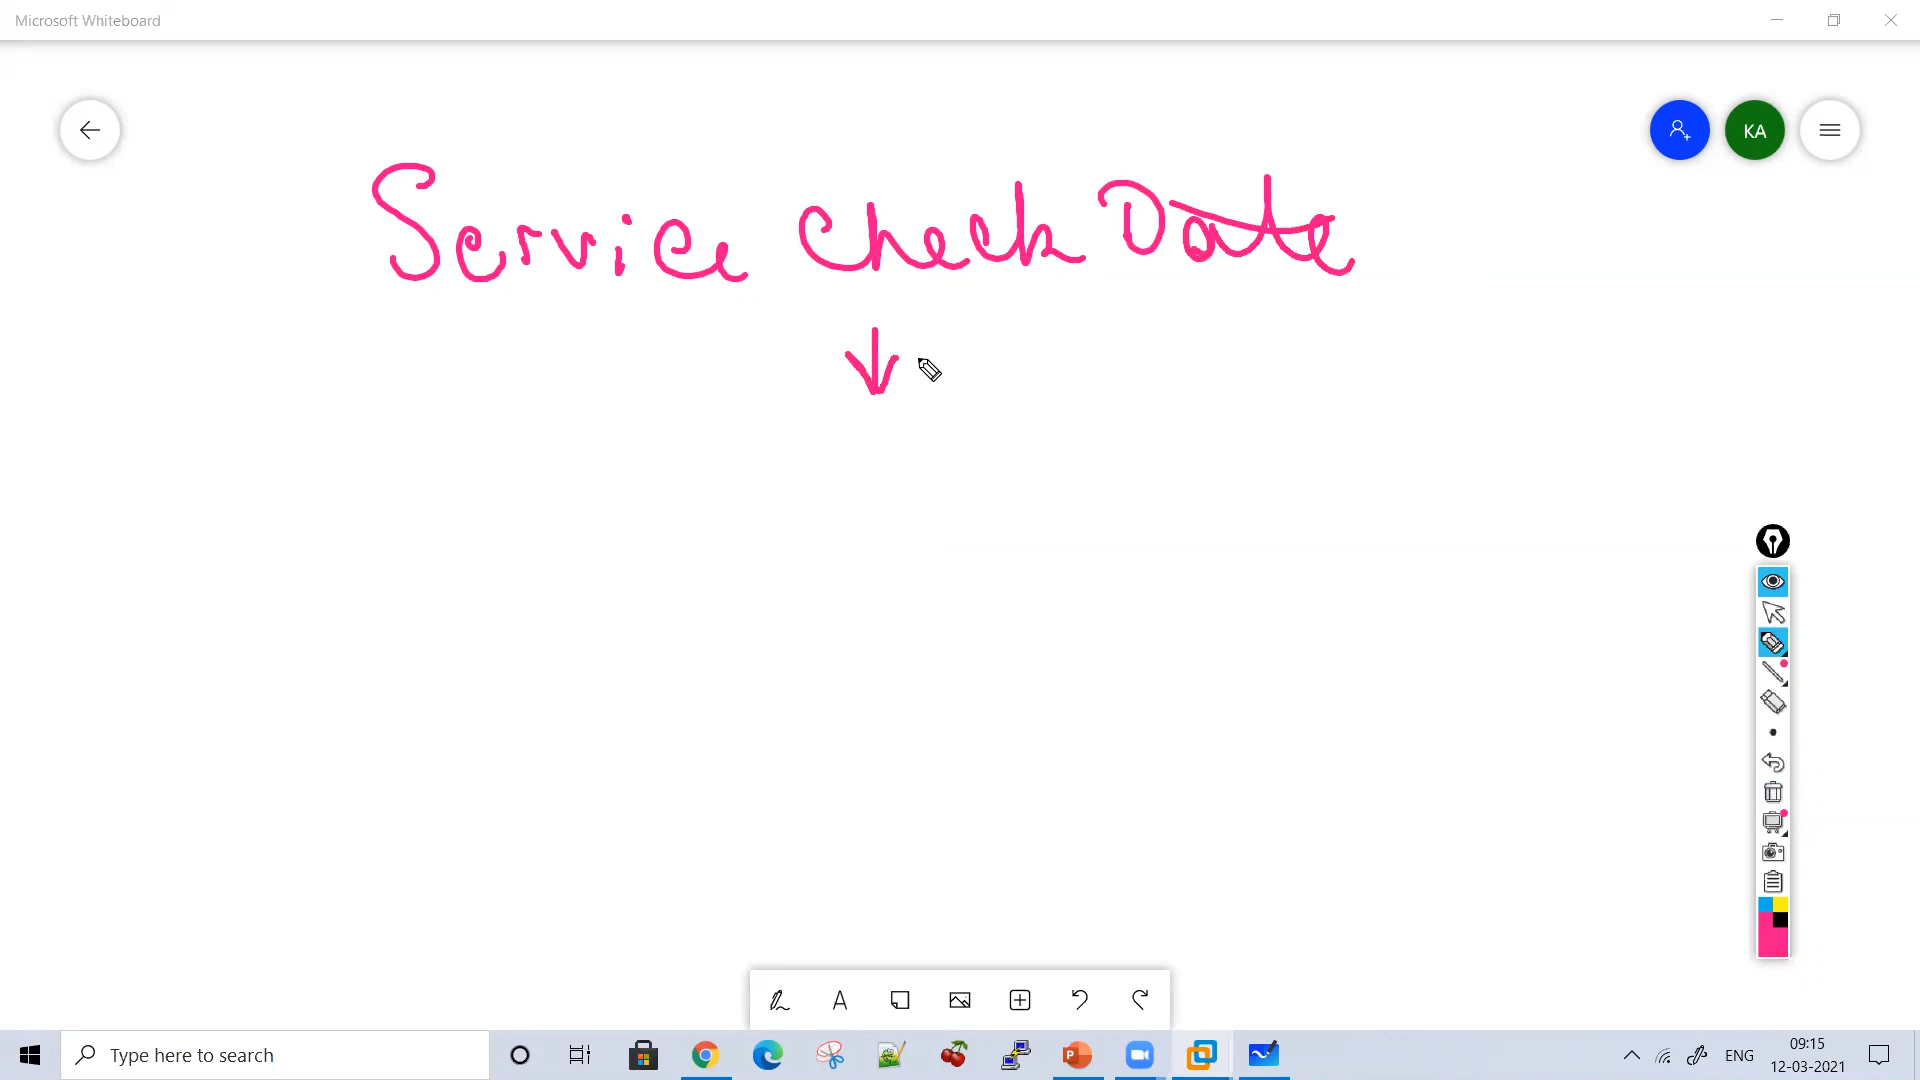 Microsoft Whiteboard
KA
Service Check Date
Type here to search
ENG
09:15
12-03-2021